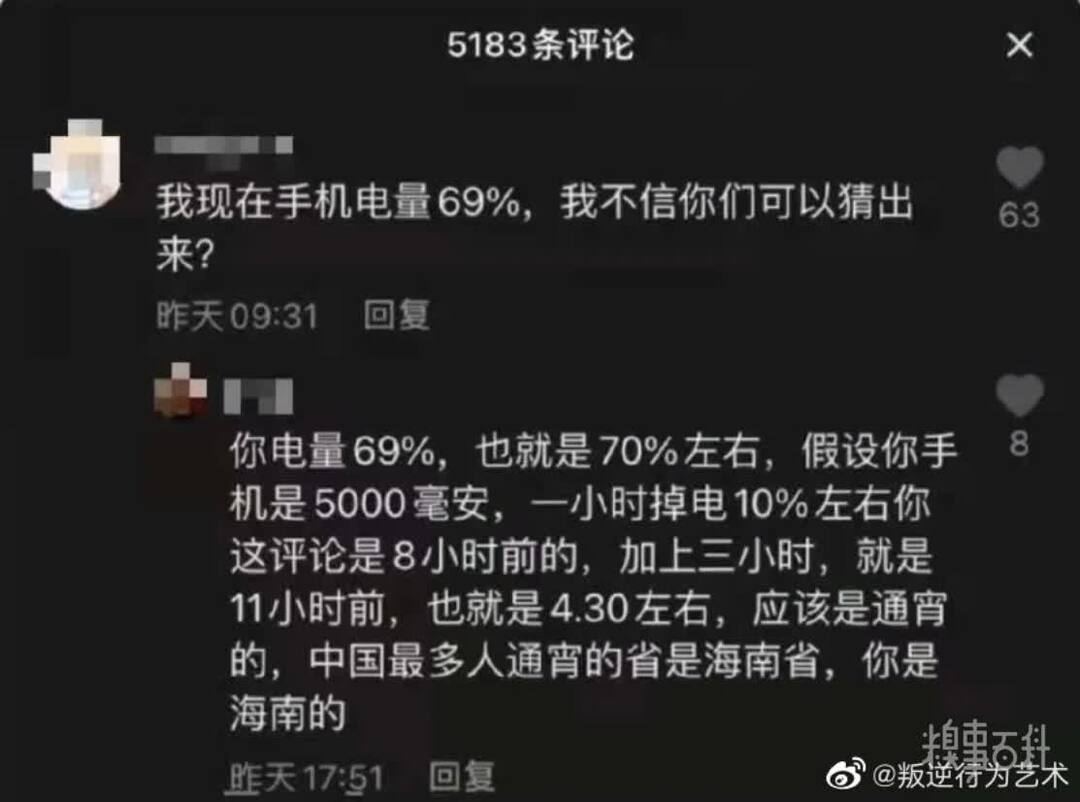 5183条评论
我现在手机电量69%，我不信你们可以猜出
来？
昨天09:31 回复
63
你电量69%，也就是70%左右，假设你手
机是5000毫安，一小时掉电10%左右你
这评论是8小时前的，加上三小时，就是
11小时前，也就是4.30左右，应该是通宵
的，中国最多人通宵的省是海南省，你是
海南的
8
昨天17:51 回复
糗事百科
@叛逆行为艺术